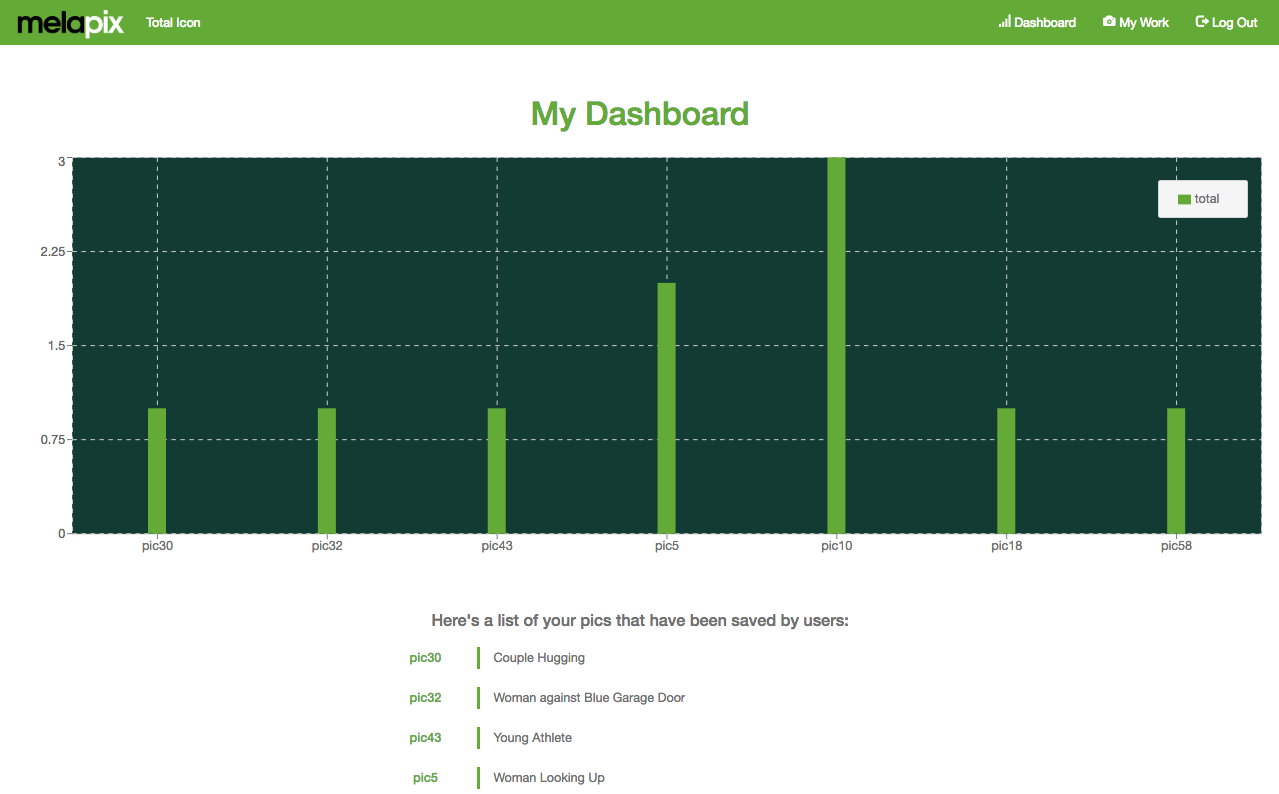 melapix Total Icon Dashboard My Work Log Out
My Dashboard
3
total
2.25
1.5
0.75
0
pic30 pic32 pic43 pic5 pic10 pic18 pic58
Here's a list of your pics that have been saved by users:
pic30 Couple Hugging
pic32 Woman against Blue Garage Door
pic43 Young Athlete
pic5 Woman Looking Up